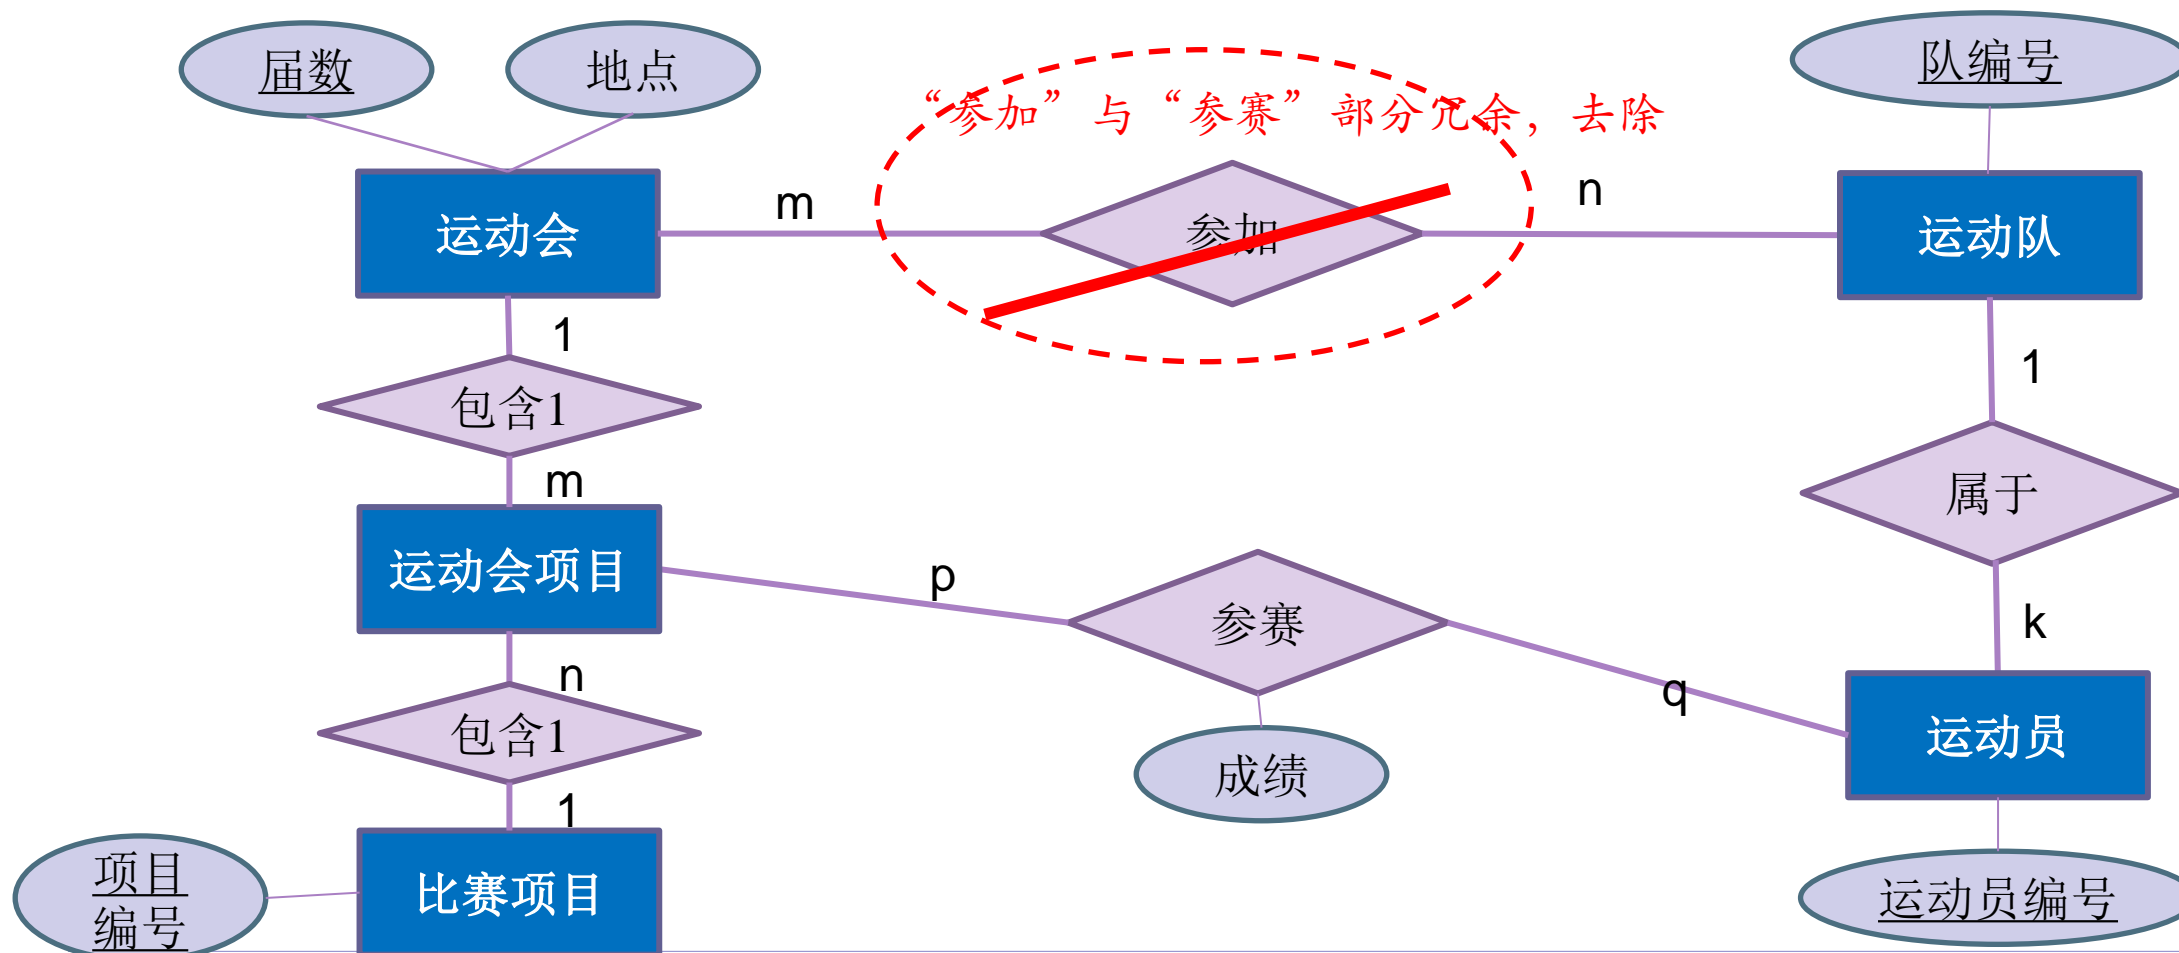 届数
地点
队编号
“参加”与“参赛”部分冗余，去除
运动会
m
参加
n
运动队
1
1
包含1
属于
m
运动会项目
p
参赛
k
n
q
包含1
运动员
成绩
1
项目
编号
比赛项目
运动员编号